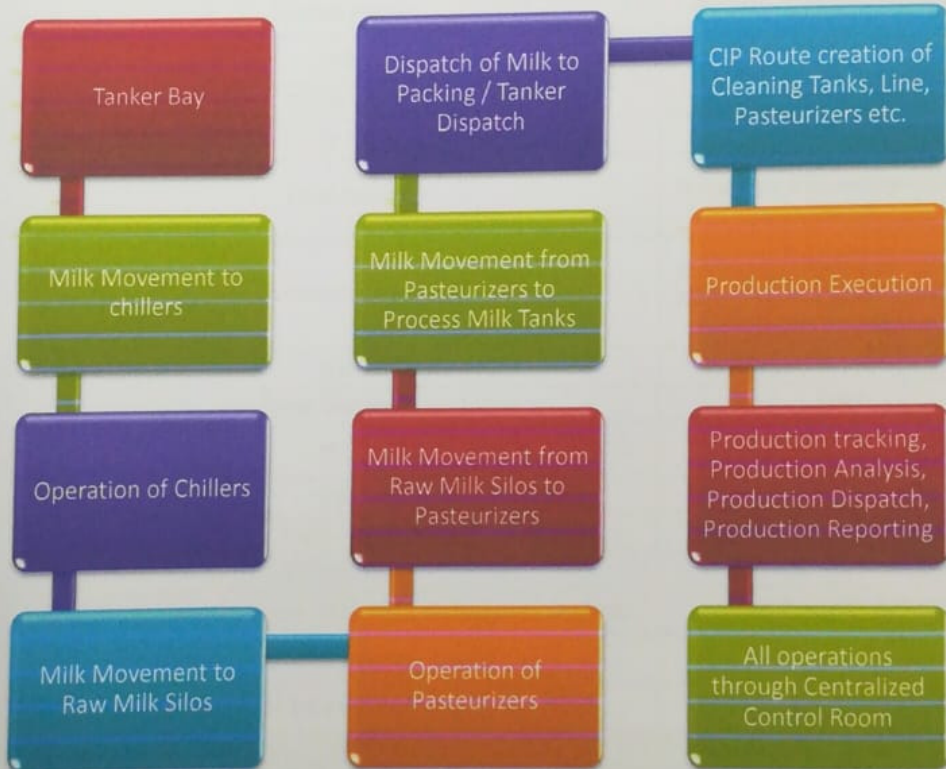 Tanker Bay
Milk Movement to
chillers
Operation of Chillers
Milk Movement to
Raw Milk Silos
Operation of
Pasteurizers
Milk Movement from
Raw Milk Silos to
Pasteurizers
Milk Movement from
Pasteurizers to
Process Milk Tanks
Dispatch of Milk to
Packing / Tanker
Dispatch
CIP Route creation of
Cleaning Tanks, Line,
Pasteurizers etc.
Production Execution
Production tracking,
Production Analysis,
Production Dispatch,
Production Reporting
All operations
through Centralized
Control Room